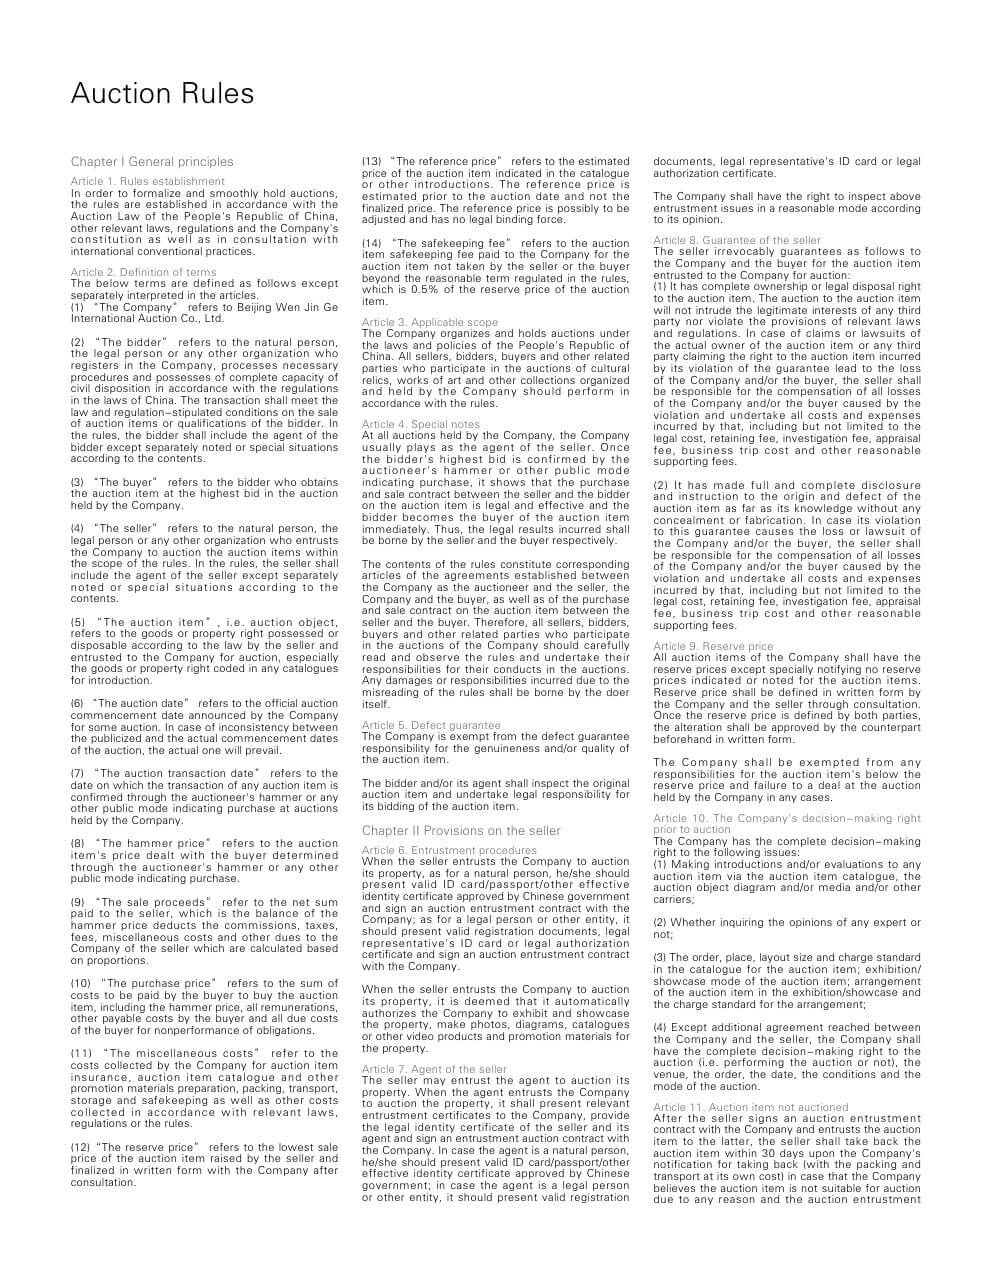 Auction Rules
Chapter I General principles
Article 1. Rules establishment
In order to formalize and smoothly hold auctions,
the rules are established in accordance with the
Auction Law of the People's Republic of China,
other relevant laws, regulations and the Company's
constitution as well as in consultation with
international conventional practices.
Article 2. Definition of terms
The below terms are defined as follows except
separately interpreted in the articles.
(1) “The Company” refers to Beijing Wen Jin Ge
International Auction Co., Ltd.
(2) “The bidder” refers to the natural person,
the legal person or any other organization who
registers in the Company, processes necessary
procedures and possesses of complete capacity of
civil disposition in accordance with the regulations
in the laws of China. The transaction shall meet the
law and regulation-stipulated conditions on the sale
of auction items or qualifications of the bidder. In
the rules, the bidder shall include the agent of the
bidder except separately noted or special situations
according to the contents.
(3) “The buyer” refers to the bidder who obtains
the auction item at the highest bid in the auction
held by the Company.
(4) “The seller” refers to the natural person, the
legal person or any other organization who entrusts
the Company to auction the auction items within
the scope of the rules. In the rules, the seller shall
include the agent of the seller except separately
noted or special situations according to the
contents.
(5) “The auction item”, i.e. auction object,
refers to the goods or property right possessed or
disposable according to the law by the seller and
entrusted to the Company for auction, especially
the goods or property right coded in any catalogues
for introduction.
(6) “The auction date” refers to the official auction
commencement date announced by the Company
for some auction. In case of inconsistency between
the publicized and the actual commencement dates
of the auction, the actual one will prevail.
(7) “The auction transaction date” refers to the
date on which the transaction of any auction item is
confirmed through the auctioneer's hammer or any
other public mode indicating purchase at auctions
held by the Company.
(8) “The hammer price” refers to the auction
item's price dealt with the buyer determined
through the auctioneer's hammer or any other
public mode indicating purchase.
(9) “The sale proceeds” refer to the net sum
paid to the seller, which is the balance of the
hammer price deducts the commissions, taxes,
fees, miscellaneous costs and other dues to the
Company of the seller which are calculated based
on proportions.
(10) “The purchase price” refers to the sum of
costs to be paid by the buyer to buy the auction
item, including the hammer price, all remunerations,
other payable costs by the buyer and all due costs
of the buyer for nonperformance of obligations.
(11) “The miscellaneous costs” refer to the
costs collected by the Company for auction item
insurance, auction item catalogue and other
promotion materials preparation, packing, transport,
storage and safekeeping as well as other costs
collected in accordance with relevant laws,
regulations or the rules.
(12) “The reserve price” refers to the lowest sale
price of the auction item raised by the seller and
finalized in written form with the Company after
consultation.
(13) “The reference price” refers to the estimated
price of the auction item indicated in the catalogue
or other introductions. The reference price is
estimated prior to the auction date and not the
finalized price. The reference price is possibly to be
adjusted and has no legal binding force.
(14) “The safekeeping fee” refers to the auction
item safekeeping fee paid to the Company for the
auction item not taken by the seller or the buyer
beyond the reasonable term regulated in the rules,
which is 0.5% of the reserve price of the auction
item.
Article 3. Applicable scope
The Company organizes and holds auctions under
the laws and policies of the People's Republic of
China. All sellers, bidders, buyers and other related
parties who participate in the auctions of cultural
relics, works of art and other collections organized
and held by the Company should perform in
accordance with the rules.
Article 4. Special notes
At all auctions held by the Company, the Company
usually plays as the agent of the seller. Once
the bidder's highest bid is confirmed by the
auctioneer's hammer or other public mode
indicating purchase, it shows that the purchase
and sale contract between the seller and the bidder
on the auction item is legal and effective and the
bidder becomes the buyer of the auction item
immediately. Thus, the legal results incurred shall
be borne by the seller and the buyer respectively.
The contents of the rules constitute corresponding
articles of the agreements established between
the Company as the auctioneer and the seller, the
Company and the buyer, as well as of the purchase
and sale contract on the auction item between the
seller and the buyer. Therefore, all sellers, bidders,
buyers and other related parties who participate
in the auctions of the Company should carefully
read and observe the rules and undertake their
responsibilities for their conducts in the auctions.
Any damages or responsibilities incurred due to the
misreading of the rules shall be borne by the doer
itself.
Article 5. Defect guarantee
The Company is exempt from the defect guarantee
responsibility for the genuineness and/or quality of
the auction item.
The bidder and/or its agent shall inspect the original
auction item and undertake legal responsibility for
its bidding of the auction item.
Chapter II Provisions on the seller
Article 6. Entrustment procedures
When the seller entrusts the Company to auction
its property, as for a natural person, he/she should
present valid ID card/passport/other effective
identity certificate approved by Chinese government
and sign an auction entrustment contract with the
Company; as for a legal person or other entity, it
should present valid registration documents, legal
representative's ID card or legal authorization
certificate and sign an auction entrustment contract
with the Company.
When the seller entrusts the Company to auction
its property, it is deemed that it automatically
authorizes the Company to exhibit and showcase
the property, make photos, diagrams, catalogues
or other video products and promotion materials for
the property.
Article 7. Agent of the seller
The seller may entrust the agent to auction its
property. When the agent entrusts the Company
to auction the property, it shall present relevant
entrustment certificates to the Company, provide
the legal identity certificate of the seller and its
agent and sign an entrustment auction contract with
the Company. In case the agent is a natural person,
he/she should present valid ID card/passport/other
effective identity certificate approved by Chinese
government; in case the agent is a legal person
or other entity, it should present valid registration
documents, legal representative's ID card or legal
authorization certificate.
The Company shall have the right to inspect above
entrustment issues in a reasonable mode according
to its opinion.
Article 8. Guarantee of the seller
The seller irrevocably guarantees as follows to
the Company and the buyer for the auction item
entrusted to the Company for auction:
(1) It has complete ownership or legal disposal right
to the auction item. The auction to the auction item
will not intrude the legitimate interests of any third
party nor violate the provisions of relevant laws
and regulations. In case of claims or lawsuits of
the actual owner of the auction item or any third
party claiming the right to the auction item incurred
by its violation of the guarantee lead to the loss
of the Company and/or the buyer, the seller shall
be responsible for the compensation of all losses
of the Company and/or the buyer caused by the
violation and undertake all costs and expenses
incurred by that, including but not limited to the
legal cost, retaining fee, investigation fee, appraisal
fee, business trip cost and other reasonable
supporting fees.
(2) It has made full and complete disclosure
and instruction to the origin and defect of the
auction item as far as its knowledge without any
concealment or fabrication. In case its violation
to this guarantee causes the loss or lawsuit of
the Company and/or the buyer, the seller shall
be responsible for the compensation of all losses
of the Company and/or the buyer caused by the
violation and undertake all costs and expenses
incurred by that, including but not limited to the
legal cost, retaining fee, investigation fee, appraisal
fee, business trip cost and other reasonable
supporting fees.
Article 9. Reserve price
All auction items of the Company shall have the
reserve prices except specially notifying no reserve
prices indicated or noted for the auction items.
Reserve price shall be defined in written form by
the Company and the seller through consultation.
Once the reserve price is defined by both parties,
the alteration shall be approved by the counterpart
beforehand in written form.
The Company shall be exempted from any
responsibilities for the auction item's below the
reserve price and failure to a deal at the auction
held by the Company in any cases.
Article 10. The Company's decision-making right
prior to auction
The Company has the complete decision-making
right to the following issues:
(1) Making introductions and/or evaluations to any
auction item via the auction item catalogue, the
auction object diagram and/or media and/or other
carriers;
(2) Whether inquiring the opinions of any expert or
not;
(3) The order, place, layout size and charge standard
in the catalogue for the auction item; exhibition/
showcase mode of the auction item; arrangement
of the auction item in the exhibition/showcase and
the charge standard for the arrangement;
(4) Except additional agreement reached between
the Company and the seller, the Company shall
have the complete decision-making right to the
auction (i.e. performing the auction or not), the
venue, the order, the date, the conditions and the
mode of the auction.
Article 11. Auction item not auctioned
After the seller signs an auction entrustment
contract with the Company and entrusts the auction
item to the latter, the seller shall take back the
auction item within 30 days upon the Company's
notification for taking back (with the packing and
transport at its own cost) in case that the Company
believes the auction item is not suitable for auction
due to any reason and the auction entrustment